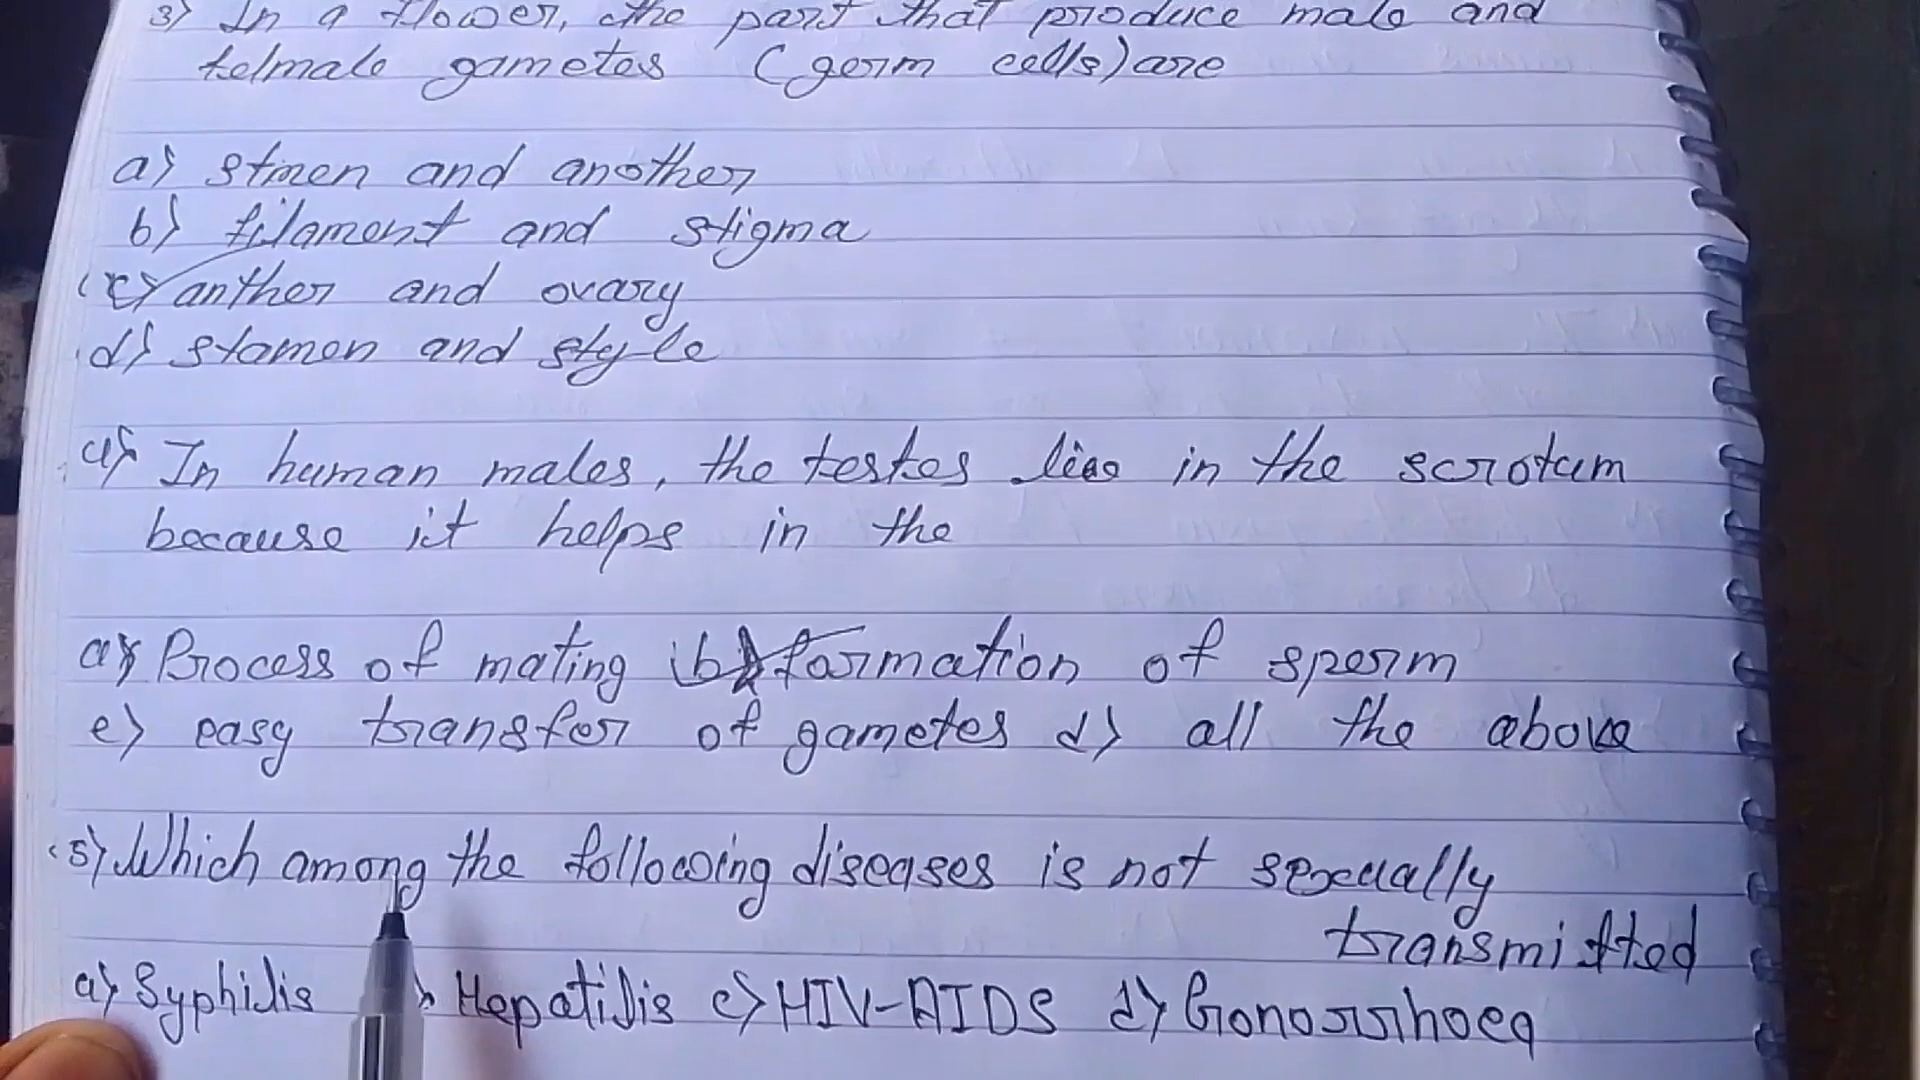 3) In a flower, the part that produce male and
felmale gametes (germ cells) are
a) stmen and another
b) filament and stigma
(c) anther and ovary
d) stamen and style
4) In human males, the testes lies in the scrotum
because it helps in the
a) Process of mating (b) formation of sperm
e) easy transfer of gametes d) all the above
(5) Which among the following diseases is not sexually
transmitted
a) Syphilis b) Hepatitis c) HIV-AIDS d) Gonorrhoea